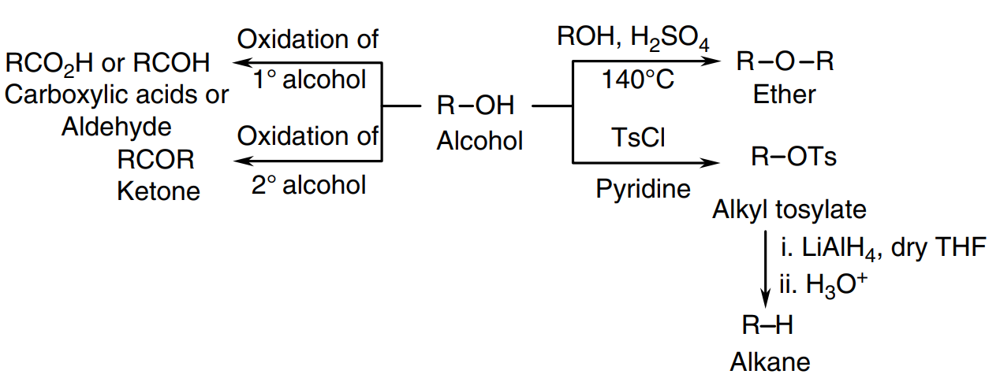 Oxidation of
RCO₂H or RCOH
1° alcohol
Carboxylic acids or
Aldehyde
Oxidation of
RCOR
2° alcohol
Ketone
R–OH
Alcohol
ROH, H₂SO₄
140°C
R–O–R
Ether
TsCl
Pyridine
R–OTs
Alkyl tosylate
i. LiAlH₄, dry THF
ii. H₃O⁺
R–H
Alkane